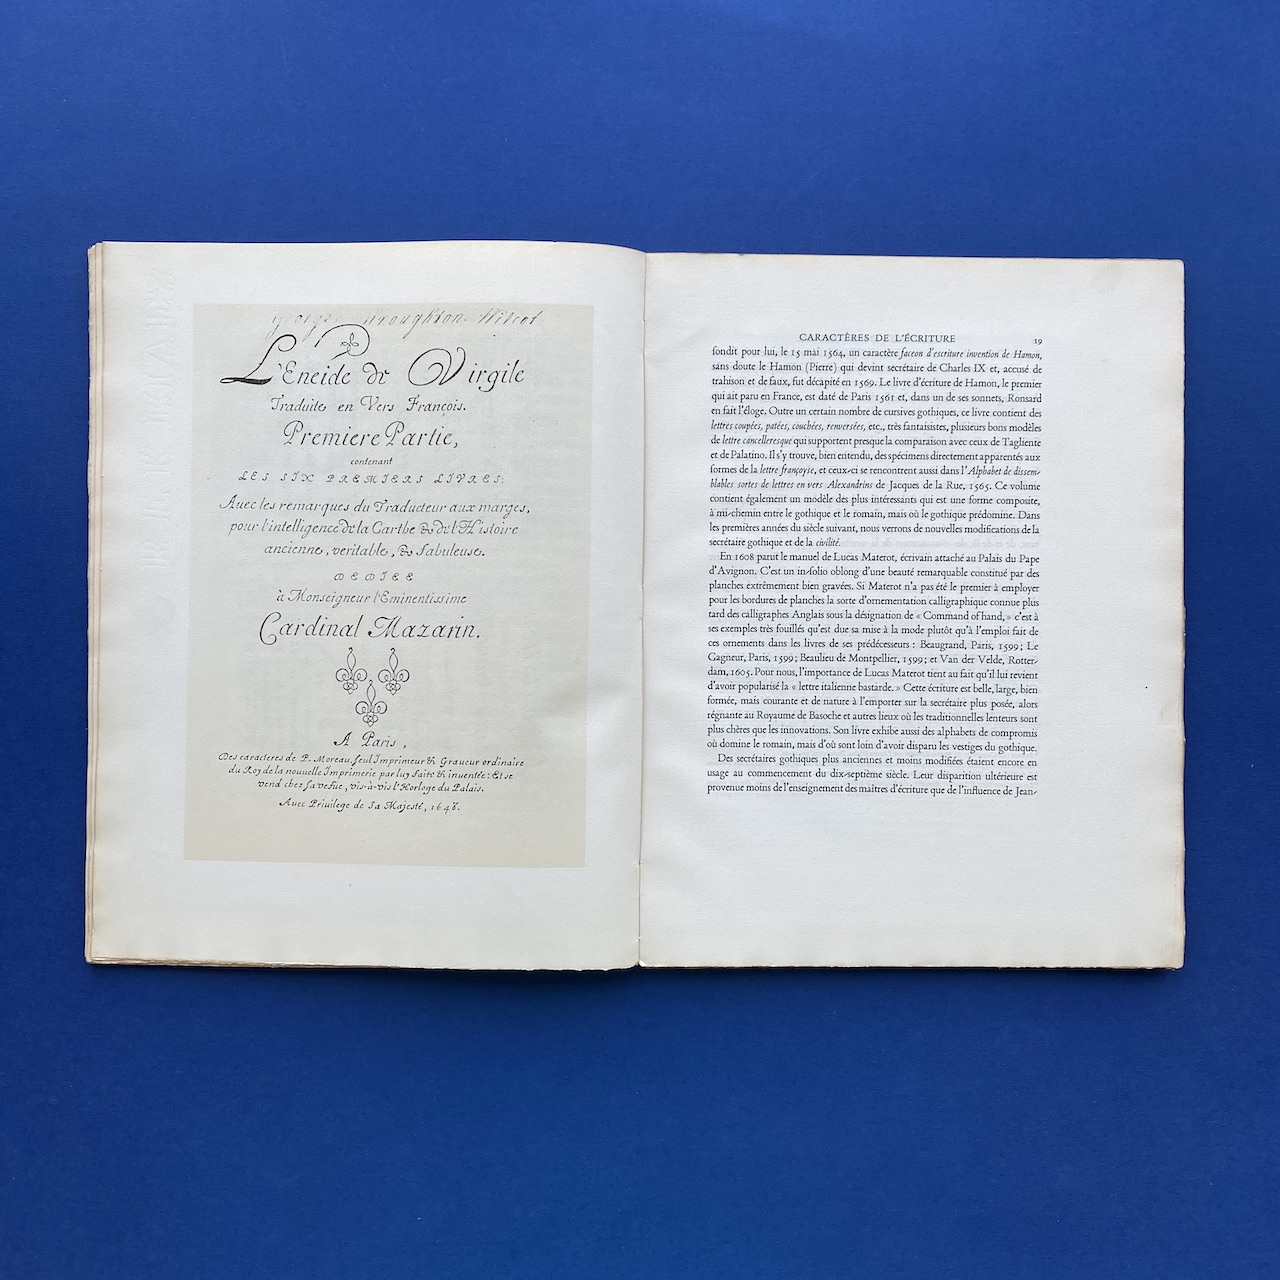 L'Eneide de Virgile
Traduite en Vers François.
Premiere Partie,
contenant
LES SIX PREMIERS LIVRES:
Auec les remarques du Traducteur aux marges,
pour l'intelligence de la Carthe & de l'Histoire
ancienne, veritable, & fabuleuse.
DEDIEE
à Monseigneur l'Eminentissime
Cardinal Mazarin.
A Paris,
Des caracteres de P. Moreau, seul Imprimeur & Graueur ordinaire
du Roy de la nouuelle Imprimerie par luy faite & inuentée: Et se
vend chez sa vefue, vis-à-vis l'Horloge du Palais.
Auec Priuilege de Sa Majesté, 1648.
CARACTÈRES DE L'ÉCRITURE 19
fondit pour lui, le 15 mai 1564, un caractère faceon d'escriture invention de Hamon,
sans doute le Hamon (Pierre) qui devint secrétaire de Charles IX et, accusé de
trahison et de faux, fut décapité en 1569. Le livre d'écriture de Hamon, le premier
qui ait paru en France, est daté de Paris 1561 et, dans un de ses sonnets, Ronsard
en fait l'éloge. Outre un certain nombre de cursives gothiques, ce livre contient des
lettres coupées, patées, couchées, renversées, etc., très fantaisistes, plusieurs bons modèles
de lettre cancelleresque qui supportent presque la comparaison avec ceux de Tagliente
et de Palatino. Il s'y trouve, bien entendu, des spécimens directement apparentés aux
formes de la lettre françoyse, et ceux-ci se rencontrent aussi dans l'Alphabet de dissem-
blables sortes de lettres en vers Alexandrins de Jacques de la Rue, 1565. Ce volume
contient également un modèle des plus intéressants qui est une forme composite,
à mi-chemin entre le gothique et le romain, mais où le gothique prédomine. Dans
les premières années du siècle suivant, nous verrons de nouvelles modifications de la
secrétaire gothique et de la civilité.
En 1608 parut le manuel de Lucas Materot, écrivain attaché au Palais du Pape
d'Avignon. C'est un in-folio oblong d'une beauté remarquable constitué par des
planches extrêmement bien gravées. Si Materot n'a pas été le premier à employer
pour les bordures de planches la sorte d'ornementation calligraphique connue plus
tard des calligraphes Anglais sous la désignation de « Command of hand, » c'est à
ses exemples très fouillés qu'est due sa mise à la mode plutôt qu'à l'emploi fait de
ces ornements dans les livres de ses prédécesseurs : Beaugrand, Paris, 1599; Le
Gagneur, Paris, 1599; Beaulieu de Montpellier, 1599; et Van der Velde, Rotter-
dam, 1605. Pour nous, l'importance de Lucas Materot tient au fait qu'il lui revient
d'avoir popularisé la « lettre italienne bastarde. » Cette écriture est belle, large, bien
formée, mais courante et de nature à l'emporter sur la secrétaire plus posée, alors
régnante au Royaume de Basoche et autres lieux où les traditionnelles lenteurs sont
plus chères que les innovations. Son livre exhibe aussi des alphabets de compromis
où domine le romain, mais d'où sont loin d'avoir disparu les vestiges du gothique.
Des secrétaires gothiques plus anciennes et moins modifiées étaient encore en
usage au commencement du dix-septième siècle. Leur disparition ultérieure est
provenue moins de l'enseignement des maîtres d'écriture que de l'influence de Jean-